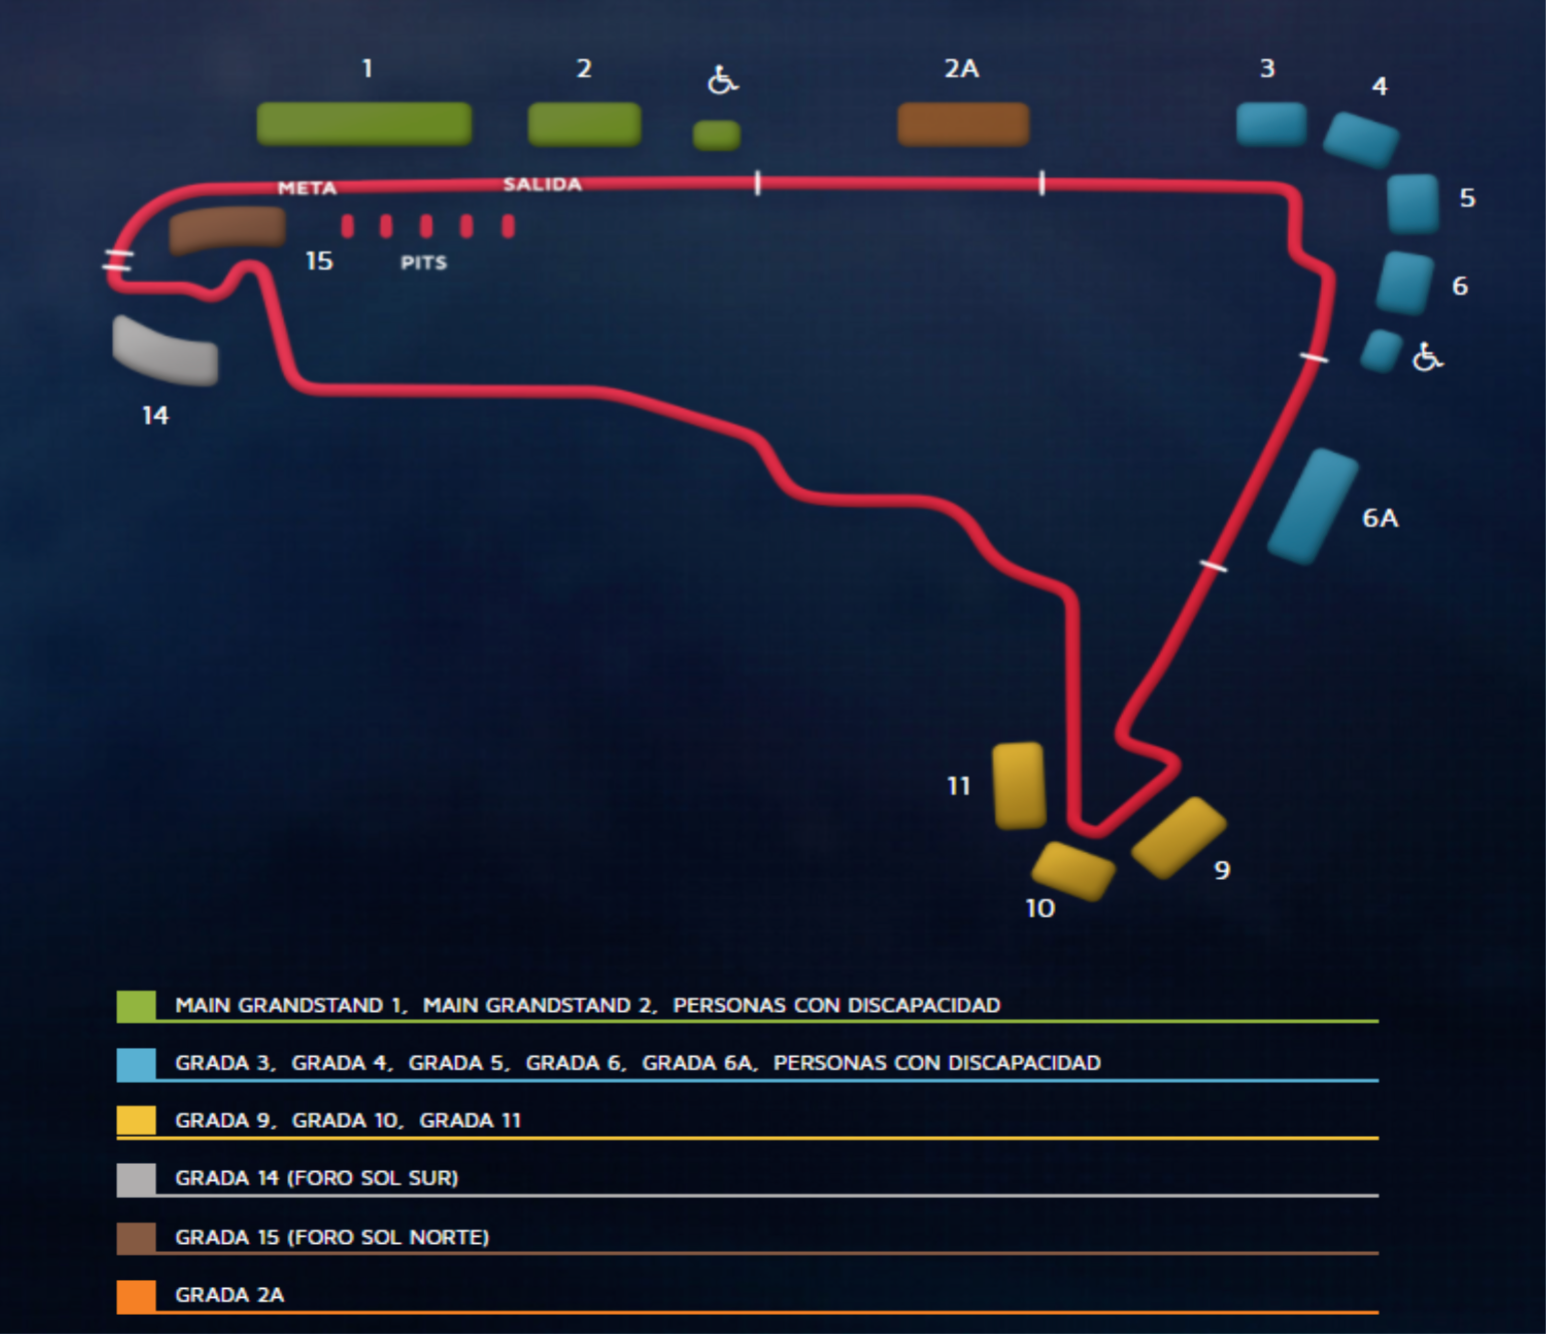 1
2
2A
3
4
META
SALIDA
5
15
PITS
6
14
6A
11
9
10
MAIN GRANDSTAND 1, MAIN GRANDSTAND 2, PERSONAS CON DISCAPACIDAD
GRADA 3, GRADA 4, GRADA 5, GRADA 6, GRADA 6A, PERSONAS CON DISCAPACIDAD
GRADA 9, GRADA 10, GRADA 11
GRADA 14 (FORO SOL SUR)
GRADA 15 (FORO SOL NORTE)
GRADA 2A